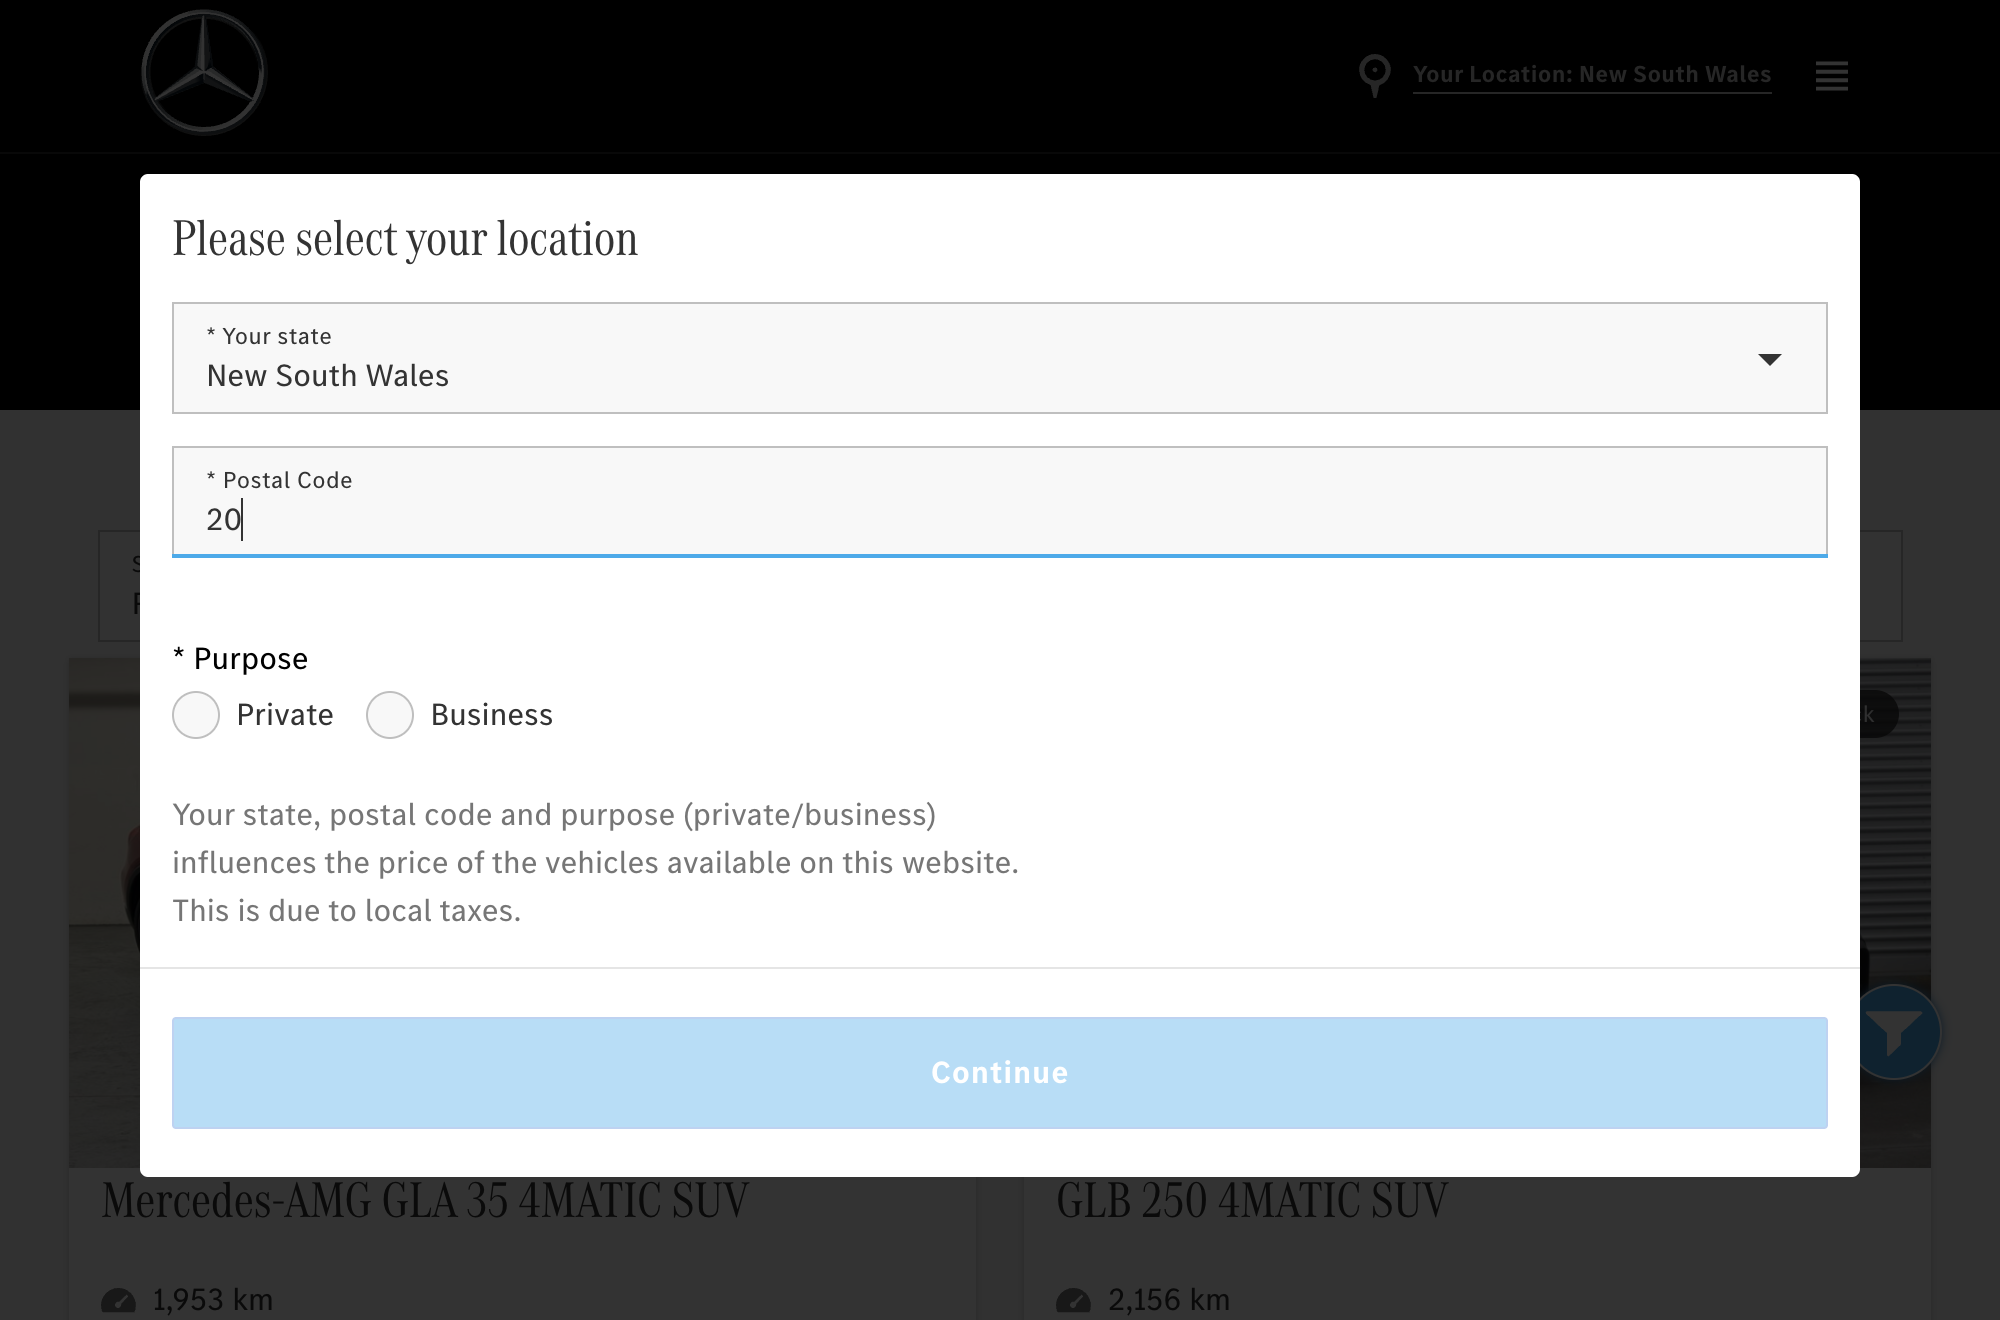 Your Location: New South Wales
Please select your location
* Your state
New South Wales
* Postal Code
20
* Purpose
Private
Business
k
Your state, postal code and purpose (private/business)
influences the price of the vehicles available on this website.
This is due to local taxes.
Continue
Mercedes-AMG GLA 35 4MATIC SUV
GLB 250 4MATIC SUV
1,953 km
2,156 km